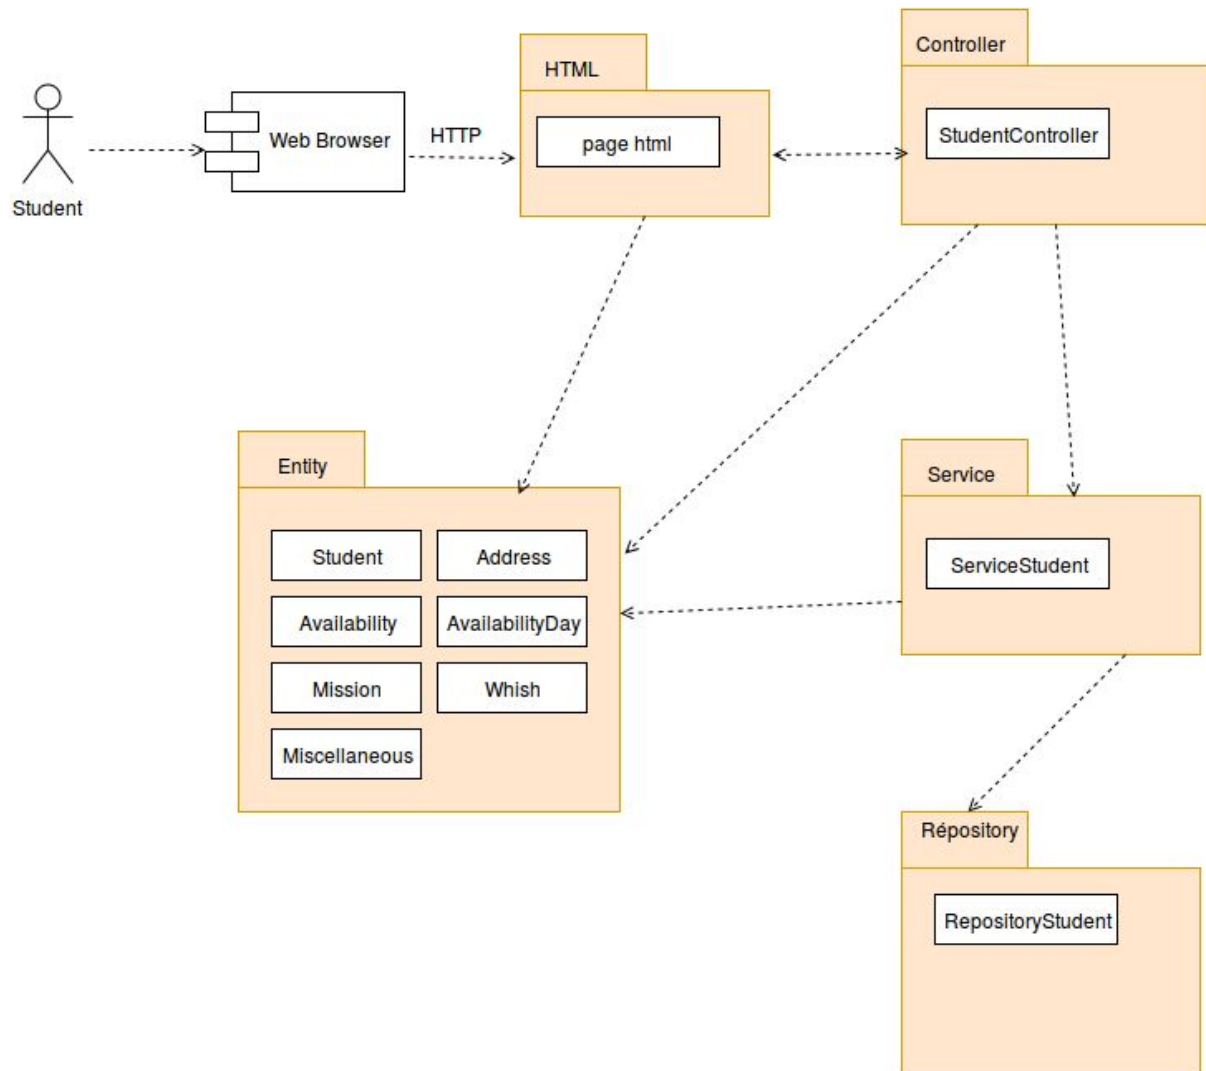 Controller
HTML
StudentController
HTTP
Web Browser
page html
Student
Entity
Service
Student
Address
ServiceStudent
Availability
AvailabilityDay
Mission
Whish
Miscellaneous
Répository
RepositoryStudent